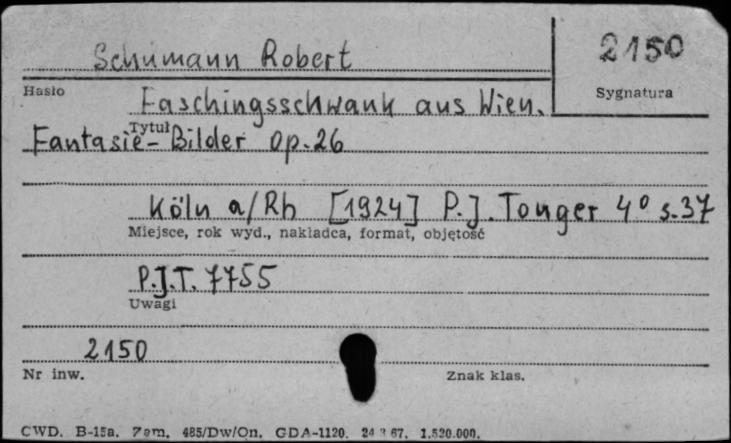 Schumann Robert
2150
Hasło
Sygnatura
Faschingsschwank aus Wien.
Tytuł
Fantasie-Bilder Op. 26
Köln a/Rh [1924] P.J. Tonger 4° s. 37
Miejsce, rok wyd., nakładca, format, objętość
P.J.T. 7755
Uwagi
2150
Nr inw.
Znak klas.
CWD. B-15a. Zam. 485/Dw/On. GDA-1120. 24 3 67. 1.520.000.